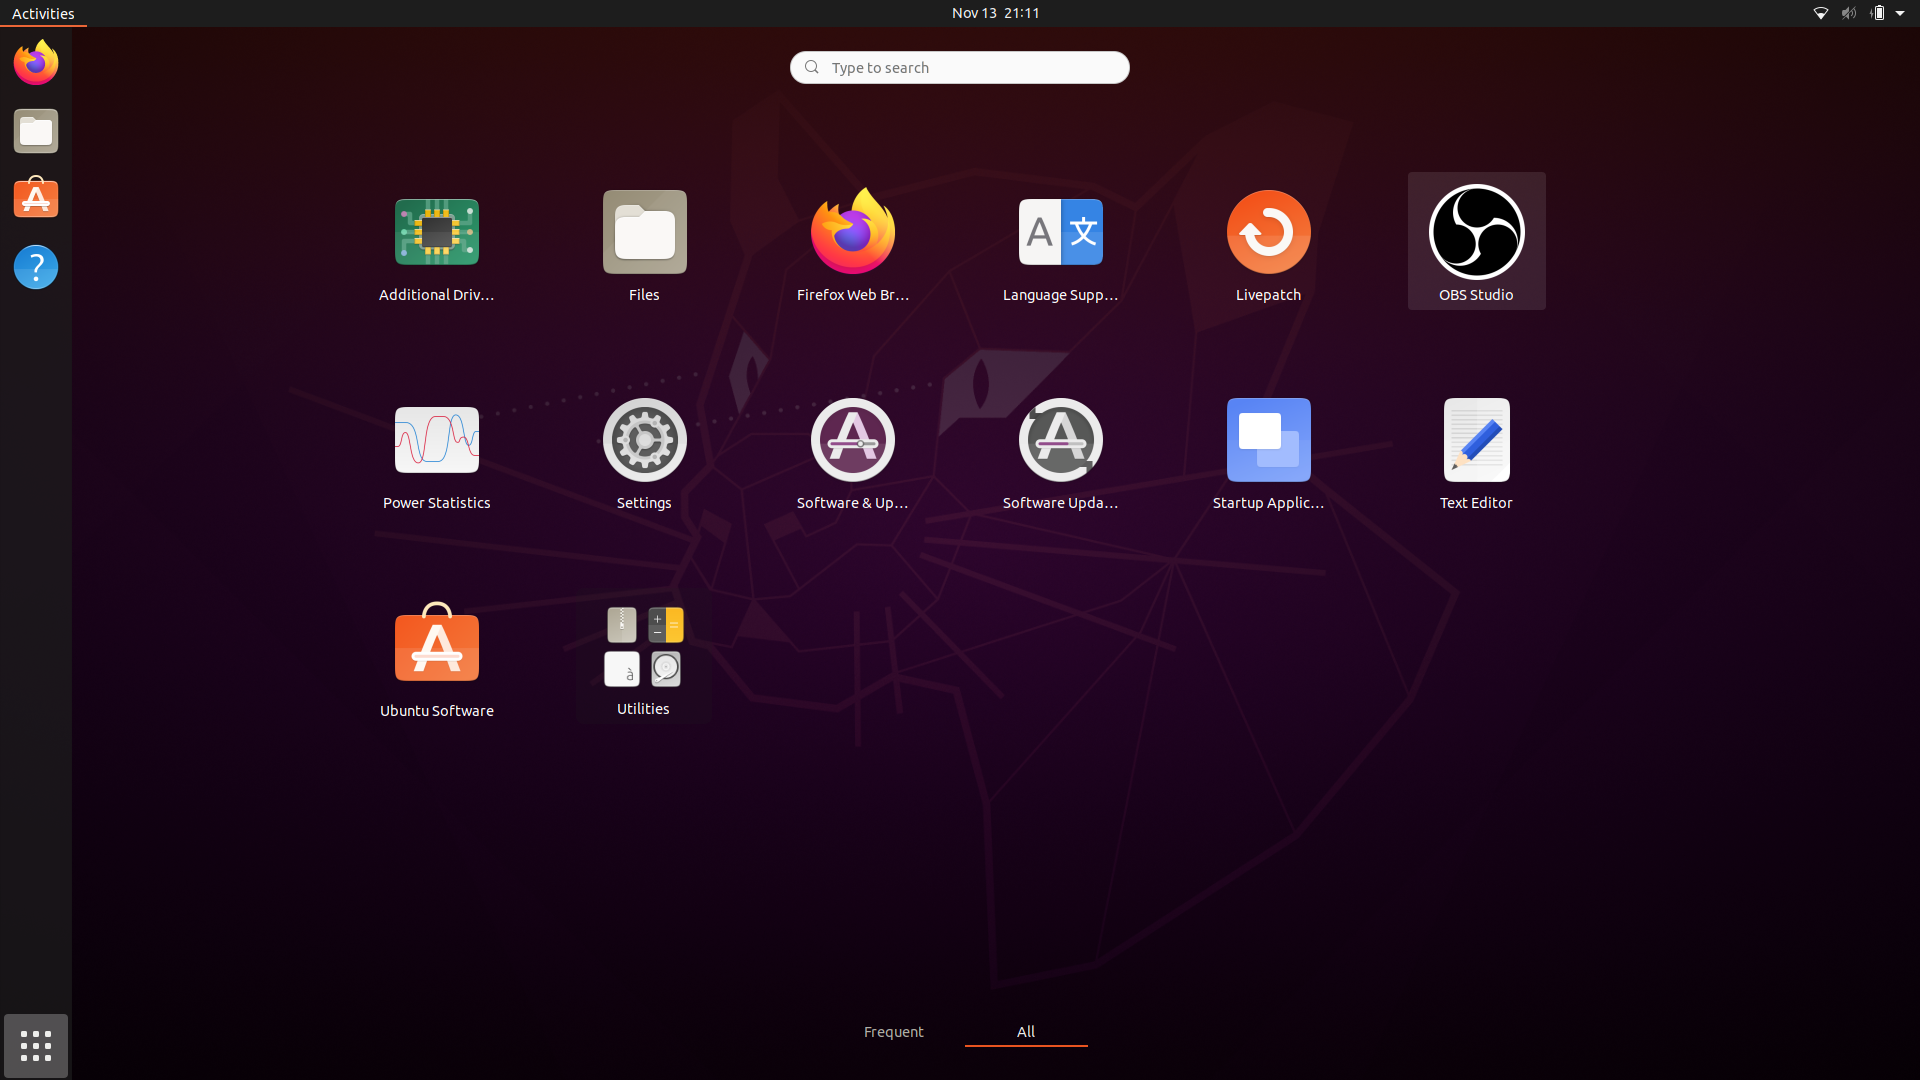 Activities
Nov 13 21:11
Type to search
Additional Driv...
Files
Firefox Web Br...
Language Supp...
Livepatch
OBS Studio
Power Statistics
Settings
Software & Up...
Software Upda...
Startup Applic...
Text Editor
Ubuntu Software
Utilities
Frequent
All